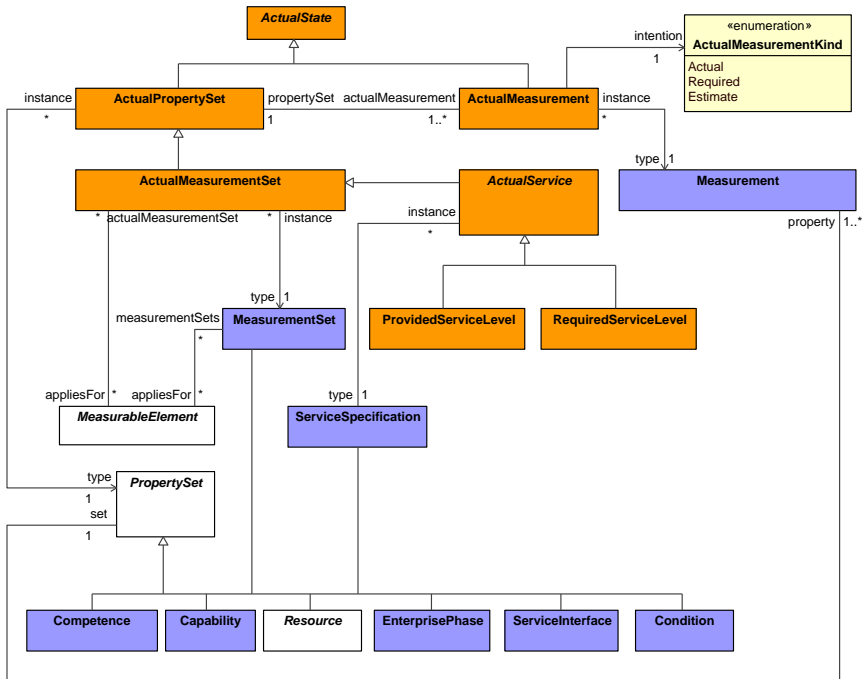 ActualState
«enumeration»
ActualMeasurementKind
Actual
Required
Estimate
intention
1
instance
*
ActualPropertySet
propertySet
1
actualMeasurement
1..*
ActualMeasurement
instance
*
type
1
Measurement
property
1..*
ActualMeasurementSet
*
actualMeasurementSet
*
instance
ActualService
instance
*
type
1
measurementSets
*
MeasurementSet
ProvidedServiceLevel
RequiredServiceLevel
appliesFor
*
appliesFor
*
type
1
MeasurableElement
ServiceSpecification
type
1
set
1
PropertySet
Competence
Capability
Resource
EnterprisePhase
ServiceInterface
Condition